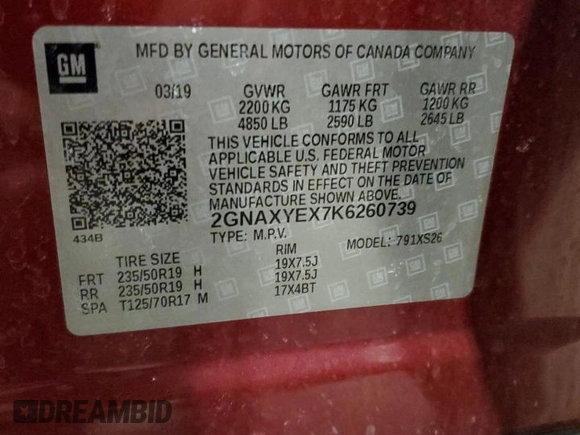 GM
MFD BY GENERAL MOTORS OF CANADA COMPANY
03/19 GVWR GAWR FRT GAWR RR
2200 KG 1175 KG 1200 KG
4850 LB 2590 LB 2645 LB
THIS VEHICLE CONFORMS TO ALL
APPLICABLE U.S. FEDERAL MOTOR
VEHICLE SAFETY AND THEFT PREVENTION
STANDARDS IN EFFECT ON THE DATE OF
MANUFACTURE SHOWN ABOVE.
2GNAXYEX7K6260739
434B TYPE: M.P.V. MODEL: 791XS26
TIRE SIZE RIM
FRT 235/50R19 H 19X7.5J
RR 235/50R19 H 19X7.5J
SPA T125/70R17 M 17X4BT
DREAMBID